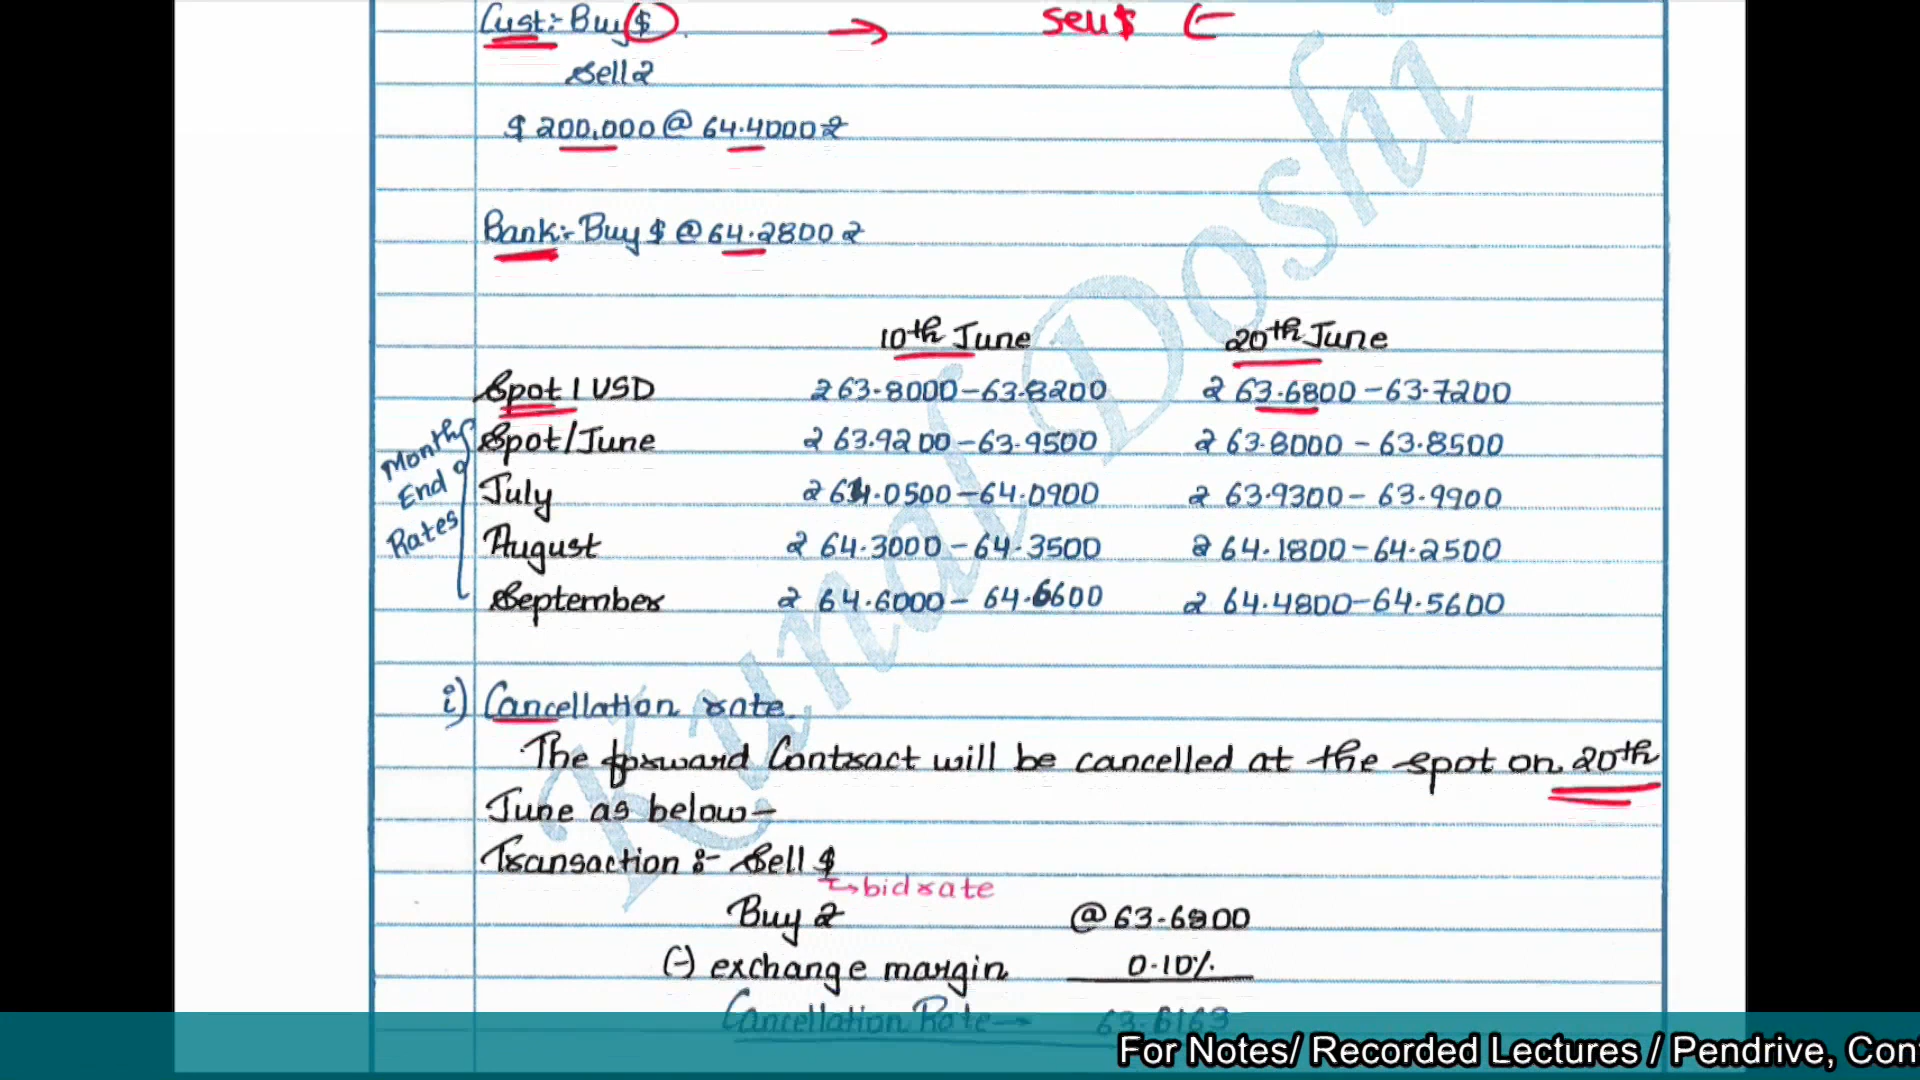 Cust:- Buy $ → Sell $ ←
Sell ₹
$ 200,000 @ 64.4000 ₹
Bank:- Buy $ @ 64.2800 ₹
10th June 20th June
Spot / USD ₹ 63.8000 - 63.8200 ₹ 63.6800 - 63.7200
Month End Rates
Spot/June ₹ 63.9200 - 63.9500 ₹ 63.8000 - 63.8500
July ₹ 64.0500 - 64.0900 ₹ 63.9300 - 63.9900
August ₹ 64.3000 - 64.3500 ₹ 64.1800 - 64.2500
September ₹ 64.6000 - 64.6600 ₹ 64.4800 - 64.5600
i) Cancellation rate.
The forward Contract will be cancelled at the spot on 20th
June as below -
Transaction :- Sell $
↳ bid rate
Buy ₹ @ 63.6800
(-) exchange margin 0.10%
Cancellation Rate → 63.6163
Kunal Doshi
For Notes/ Recorded Lectures / Pendrive, Con